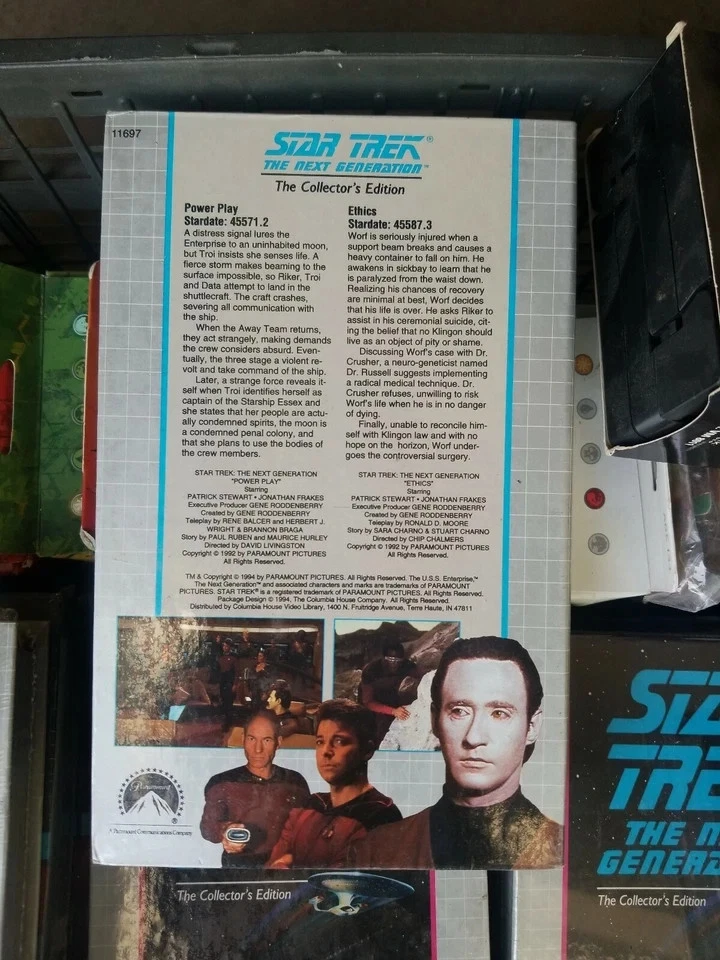 11697
STAR TREK®
THE NEXT GENERATION™
The Collector's Edition
Power Play
Stardate: 45571.2
A distress signal lures the
Enterprise to an uninhabited moon,
but Troi insists she senses life. A
fierce storm makes beaming to the
surface impossible, so Riker, Troi
and Data attempt to land in the
shuttlecraft. The craft crashes,
severing all communication with
the ship.
When the Away Team returns,
they act strangely, making demands
the crew considers absurd. Even-
tually, the three stage a violent re-
volt and take command of the ship.
Later, a strange force reveals it-
self when Troi identifies herself as
captain of the Starship Essex and
she states that her people are actu-
ally condemned spirits, the moon is
a condemned penal colony, and
that she plans to use the bodies of
the crew members.
STAR TREK: THE NEXT GENERATION
"POWER PLAY"
Starring
PATRICK STEWART • JONATHAN FRAKES
Executive Producer GENE RODDENBERRY
Created by GENE RODDENBERRY
Teleplay by RENE BALCER and HERBERT J.
WRIGHT & BRANNON BRAGA
Story by PAUL RUBEN and MAURICE HURLEY
Directed by DAVID LIVINGSTON
Copyright © 1992 by PARAMOUNT PICTURES
All Rights Reserved.
Ethics
Stardate: 45587.3
Worf is seriously injured when a
support beam breaks and causes a
heavy container to fall on him. He
awakens in sickbay to learn that he
is paralyzed from the waist down.
Realizing his chances of recovery
are minimal at best, Worf decides
that his life is over. He asks Riker to
assist in his ceremonial suicide, cit-
ing the belief that no Klingon should
live as an object of pity or shame.
Discussing Worf's case with Dr.
Crusher, a neuro-geneticist named
Dr. Russell suggests implementing
a radical medical technique. Dr.
Crusher refuses, unwilling to risk
Worf's life when he is in no danger
of dying.
Finally, unable to reconcile him-
self with Klingon law and with no
hope on the horizon, Worf under-
goes the controversial surgery.
STAR TREK: THE NEXT GENERATION
"ETHICS"
Starring
PATRICK STEWART • JONATHAN FRAKES
Executive Producer GENE RODDENBERRY
Created by GENE RODDENBERRY
Teleplay by RONALD D. MOORE
Story by SARA CHARNO & STUART CHARNO
Directed by CHIP CHALMERS
Copyright © 1992 by PARAMOUNT PICTURES
All Rights Reserved.
TM & Copyright © 1994 by PARAMOUNT PICTURES. All Rights Reserved. The U.S.S. Enterprise,™
The Next Generation™ and associated characters and marks are trademarks of PARAMOUNT
PICTURES. STAR TREK® is a registered trademark of PARAMOUNT PICTURES. All Rights Reserved.
Package Design © 1994, The Columbia House Company. All Rights Reserved.
Distributed by Columbia House Video Library, 1400 N. Fruitridge Avenue, Terre Haute, IN 47811
Paramount
A Paramount Communications Company
The Collector's Edition
STA
TRE
THE N
GENERA
The Collector's Edition